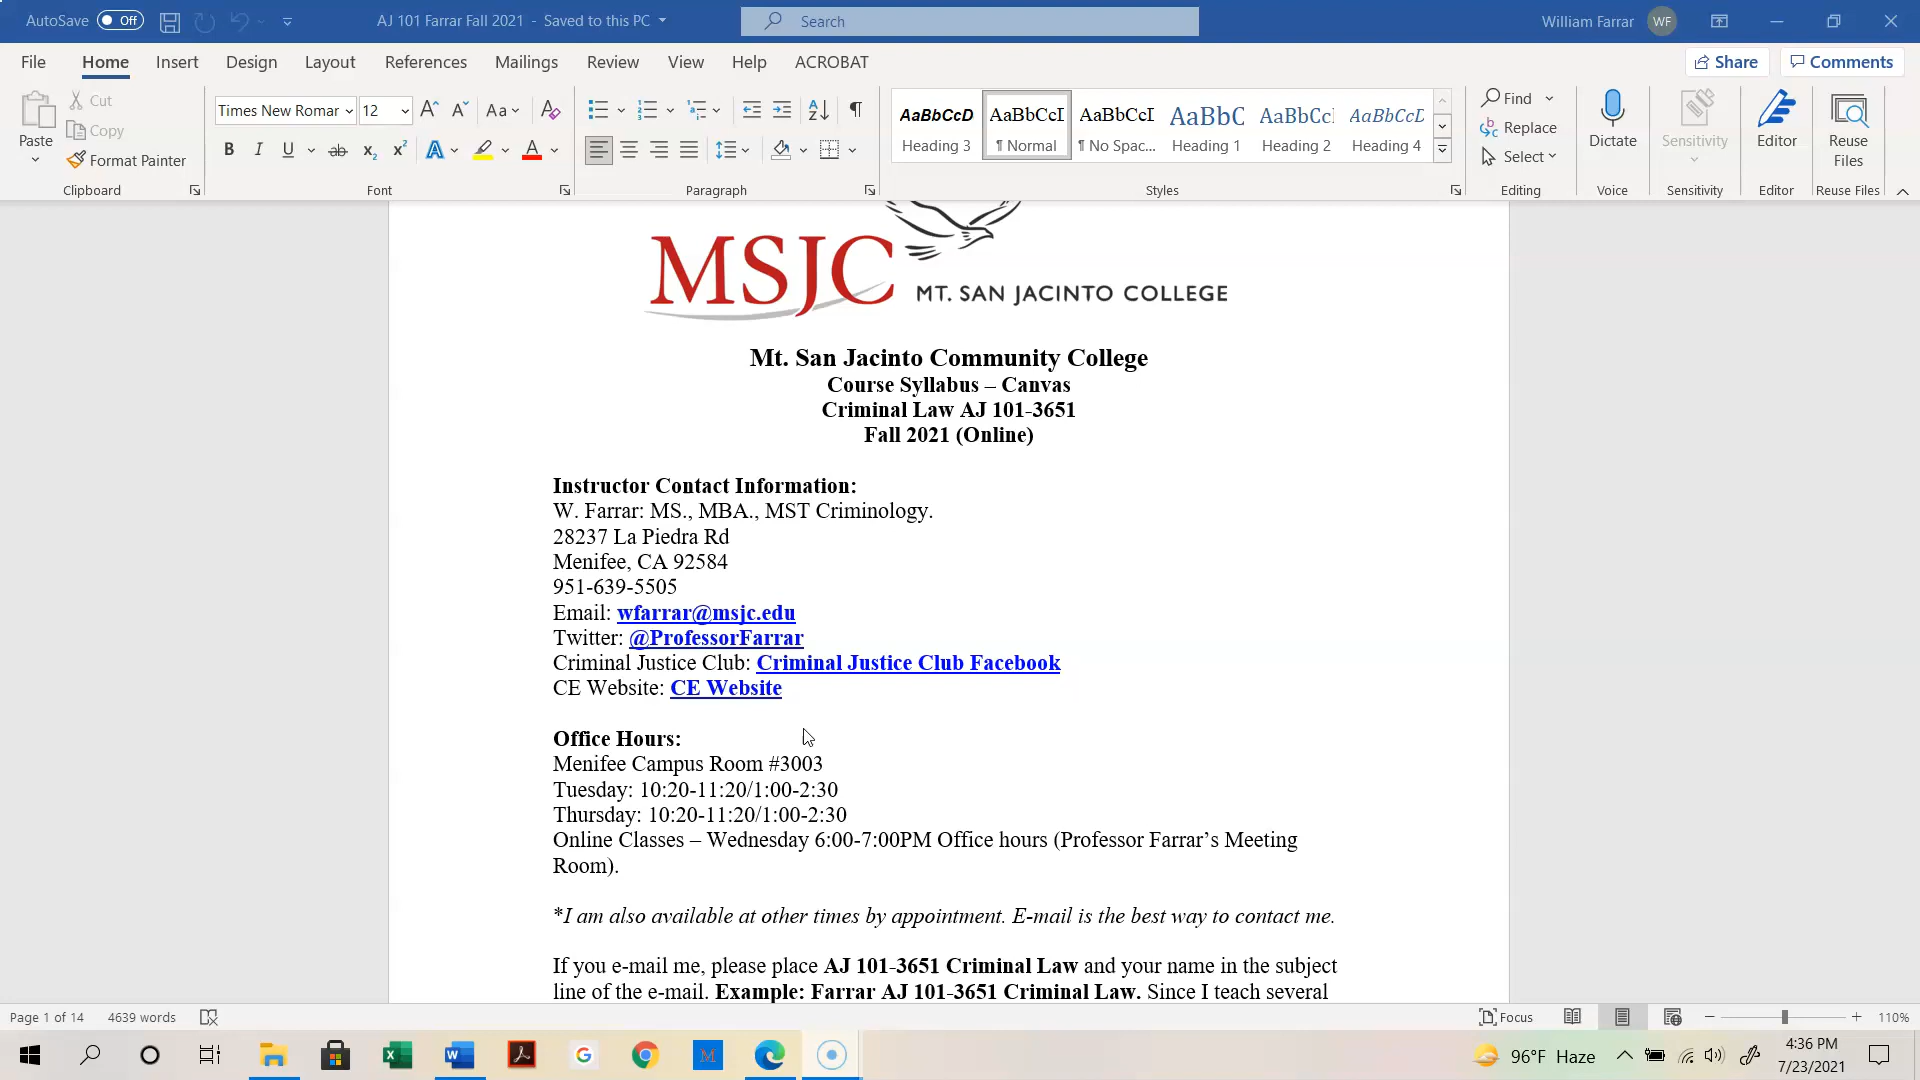 AutoSave Off AJ 101 Farrar Fall 2021 - Saved to this PC Search William Farrar WF
File Home Insert Design Layout References Mailings Review View Help ACROBAT Share Comments
Paste Cut Copy Format Painter
Times New Romar 12 A A Aa A
B I U ab x₂ x² A A
AaBbCcD AaBbCcI AaBbCcI AaBbC AaBbCcI AaBbCcD
Heading 3 ¶ Normal ¶ No Spac... Heading 1 Heading 2 Heading 4
Find Replace Select
Dictate Sensitivity Editor Reuse Files
Clipboard Font Paragraph Styles Editing Voice Sensitivity Editor Reuse Files
MSJC MT. SAN JACINTO COLLEGE
Mt. San Jacinto Community College
Course Syllabus – Canvas
Criminal Law AJ 101-3651
Fall 2021 (Online)
Instructor Contact Information:
W. Farrar: MS., MBA., MST Criminology.
28237 La Piedra Rd
Menifee, CA 92584
951-639-5505
Email: wfarrar@msjc.edu
Twitter: @ProfessorFarrar
Criminal Justice Club: Criminal Justice Club Facebook
CE Website: CE Website
Office Hours:
Menifee Campus Room #3003
Tuesday: 10:20-11:20/1:00-2:30
Thursday: 10:20-11:20/1:00-2:30
Online Classes – Wednesday 6:00-7:00PM Office hours (Professor Farrar’s Meeting
Room).
*I am also available at other times by appointment. E-mail is the best way to contact me.
If you e-mail me, please place AJ 101-3651 Criminal Law and your name in the subject
line of the e-mail. Example: Farrar AJ 101-3651 Criminal Law. Since I teach several
Page 1 of 14 4639 words Focus 110%
96°F Haze 4:36 PM
7/23/2021